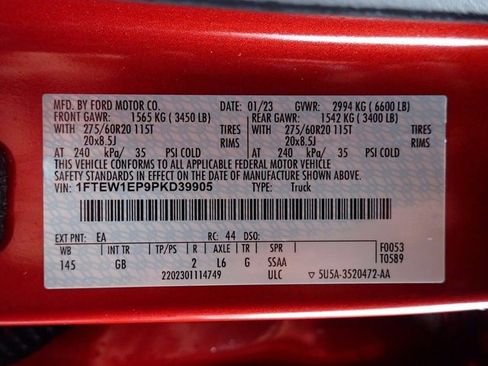 MFD. BY FORD MOTOR CO. 01/23 GVWR: 2994 KG (6600 LB)
FRONT GAWR: 1565 KG (3450 LB) REAR GAWR: 1542 KG (3400 LB)
WITH 275/60R20 115T TIRES WITH 275/60R20 115T TIRES
20x8.5J RIMS 20x8.5J RIMS
AT 240 kPa/ 35 PSI COLD AT 240 kPa/ 35 PSI COLD
THIS VEHICLE CONFORMS TO ALL APPLICABLE FEDERAL MOTOR VEHICLE
SAFETY STANDARDS IN EFFECT ON THE DATE OF MANUFACTURE SHOWN ABOVE.
VIN: 1FTEW1EP9PKD39905 TYPE: Truck
EXT PNT: EA RC: 44 DSO: F0053
WB INT TR TP/PS R AXLE TR SPR T0589
145 GB 2 L6 G SSAA
2202301114749 ULC ▽ 5U5A-3520472-AA